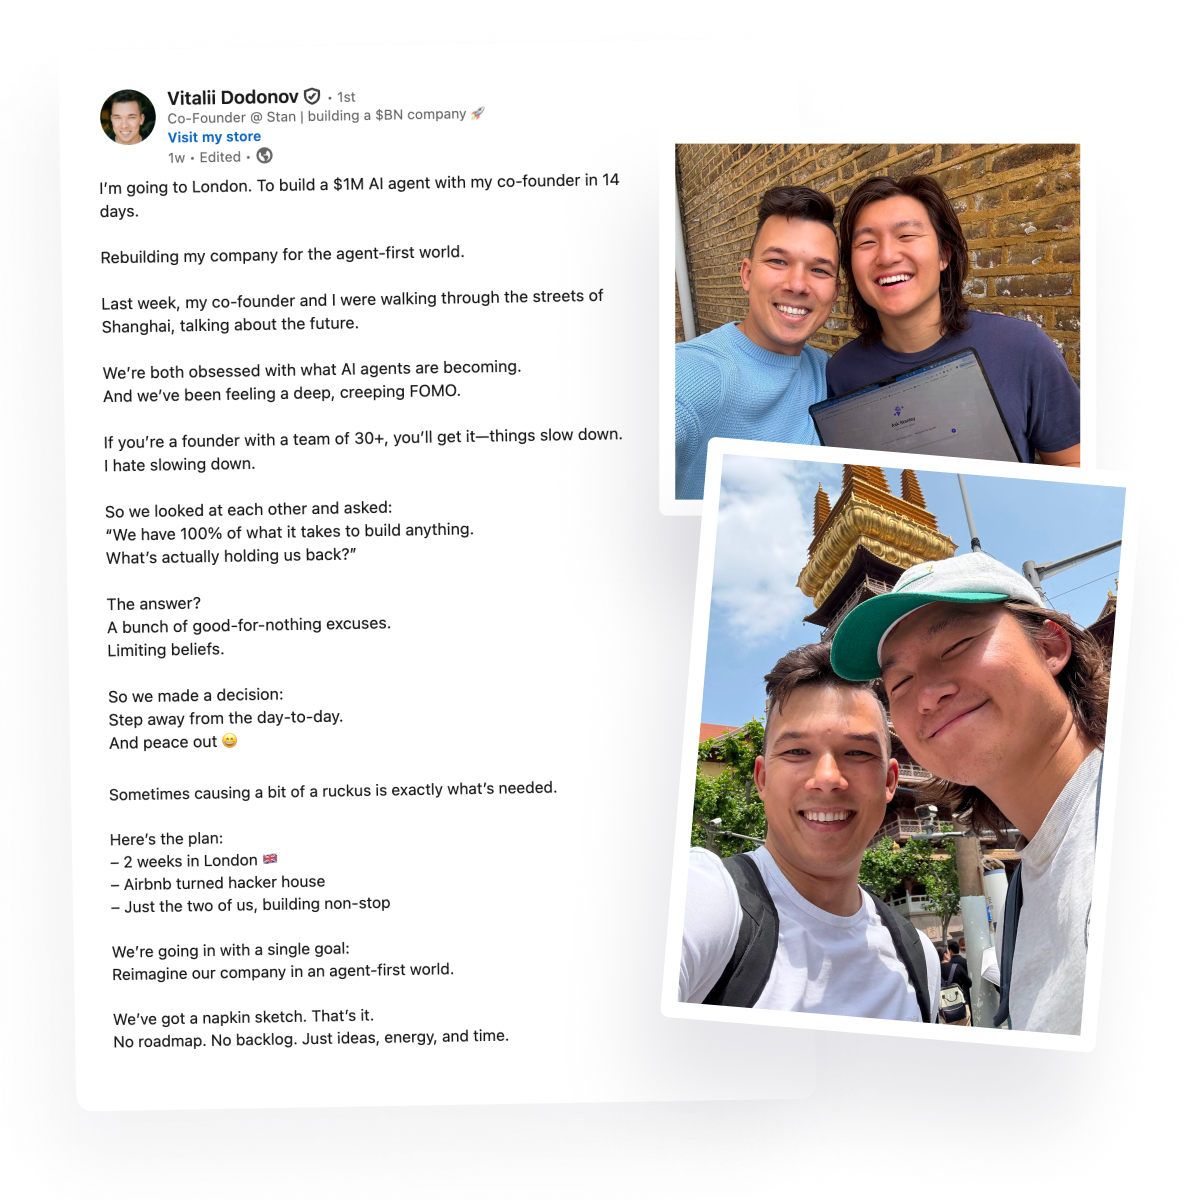 Vitalii Dodonov · 1st
Co-Founder @ Stan | building a $BN company 🚀
Visit my store
1w • Edited •
I’m going to London. To build a $1M AI agent with my co-founder in 14
days.
Rebuilding my company for the agent-first world.
Last week, my co-founder and I were walking through the streets of
Shanghai, talking about the future.
We’re both obsessed with what AI agents are becoming.
And we’ve been feeling a deep, creeping FOMO.
If you’re a founder with a team of 30+, you’ll get it—things slow down.
I hate slowing down.
So we looked at each other and asked:
“We have 100% of what it takes to build anything.
What’s actually holding us back?”
The answer?
A bunch of good-for-nothing excuses.
Limiting beliefs.
So we made a decision:
Step away from the day-to-day.
And peace out 😄
Sometimes causing a bit of a ruckus is exactly what’s needed.
Here’s the plan:
– 2 weeks in London 🇬🇧
– Airbnb turned hacker house
– Just the two of us, building non-stop
We’re going in with a single goal:
Reimagine our company in an agent-first world.
We’ve got a napkin sketch. That’s it.
No roadmap. No backlog. Just ideas, energy, and time.
Ask Stanley